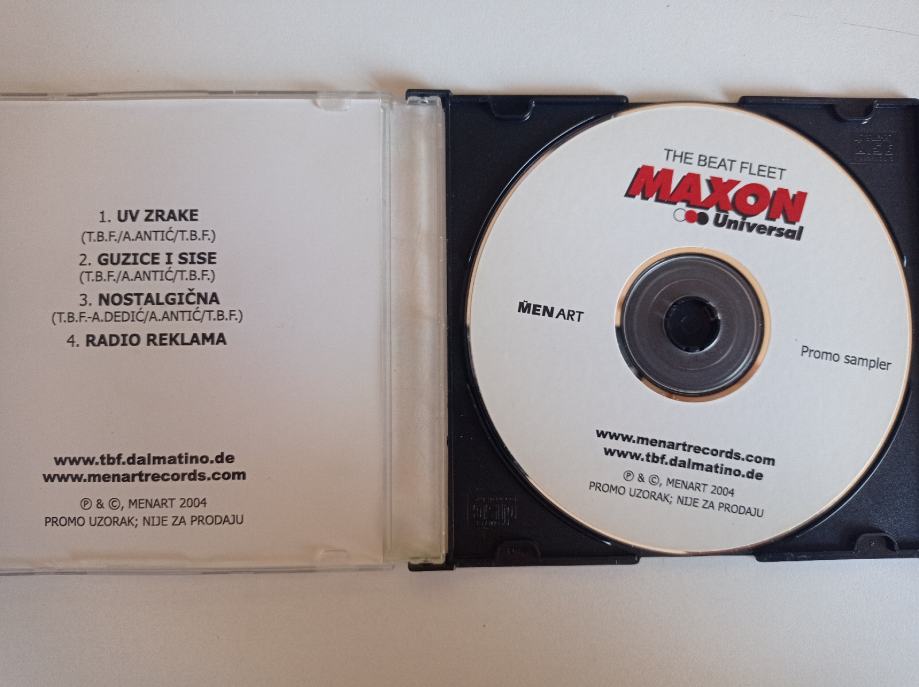 1. UV ZRAKE
(T.B.F./A.ANTIĆ/T.B.F.)
2. GUZICE I SISE
(T.B.F./A.ANTIĆ/T.B.F.)
3. NOSTALGIČNA
(T.B.F.-A.DEDIĆ/A.ANTIĆ/T.B.F.)
4. RADIO REKLAMA
www.tbf.dalmatino.de
www.menartrecords.com
℗ & ©, MENART 2004
PROMO UZORAK; NIJE ZA PRODAJU
THE BEAT FLEET
MAXON
Universal
MENART
Promo sampler
www.menartrecords.com
www.tbf.dalmatino.de
℗ & ©, MENART 2004
PROMO UZORAK; NIJE ZA PRODAJU